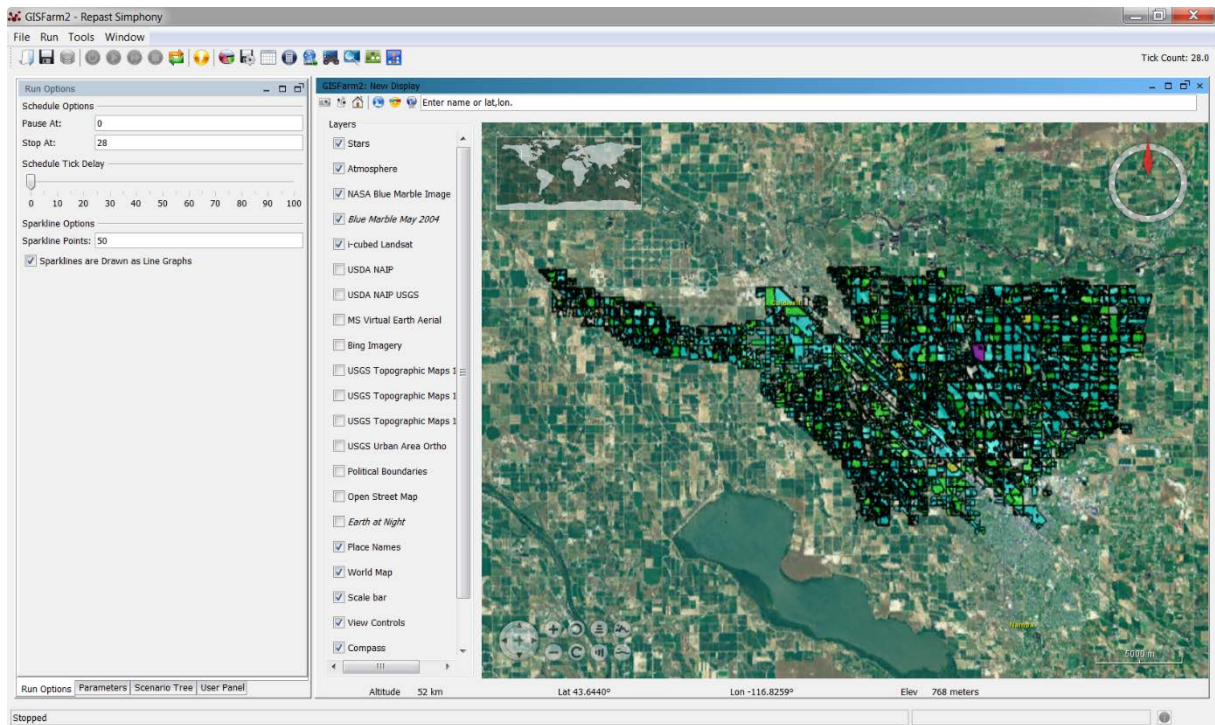 GISFarm2 - Repast Simphony
File Run Tools Window
Tick Count: 28.0
Run Options
Schedule Options
Pause At: 0
Stop At: 28
Schedule Tick Delay
0 10 20 30 40 50 60 70 80 90 100
Sparkline Options
Sparkline Points: 50
Sparklines are Drawn as Line Graphs
Run Options Parameters Scenario Tree User Panel
GISFarm2: New Display
Enter name or lat,lon.
Layers
Stars
Atmosphere
NASA Blue Marble Image
Blue Marble May 2004
i-cubed Landsat
USDA NAIP
USDA NAIP USGS
MS Virtual Earth Aerial
Bing Imagery
USGS Topographic Maps 1
USGS Topographic Maps 1
USGS Topographic Maps 1
USGS Urban Area Ortho
Political Boundaries
Open Street Map
Earth at Night
Place Names
World Map
Scale bar
View Controls
Compass
Caldwell
Nampa
5000 m
Altitude 52 km Lat 43.6440º Lon -116.8259º Elev 768 meters
Stopped